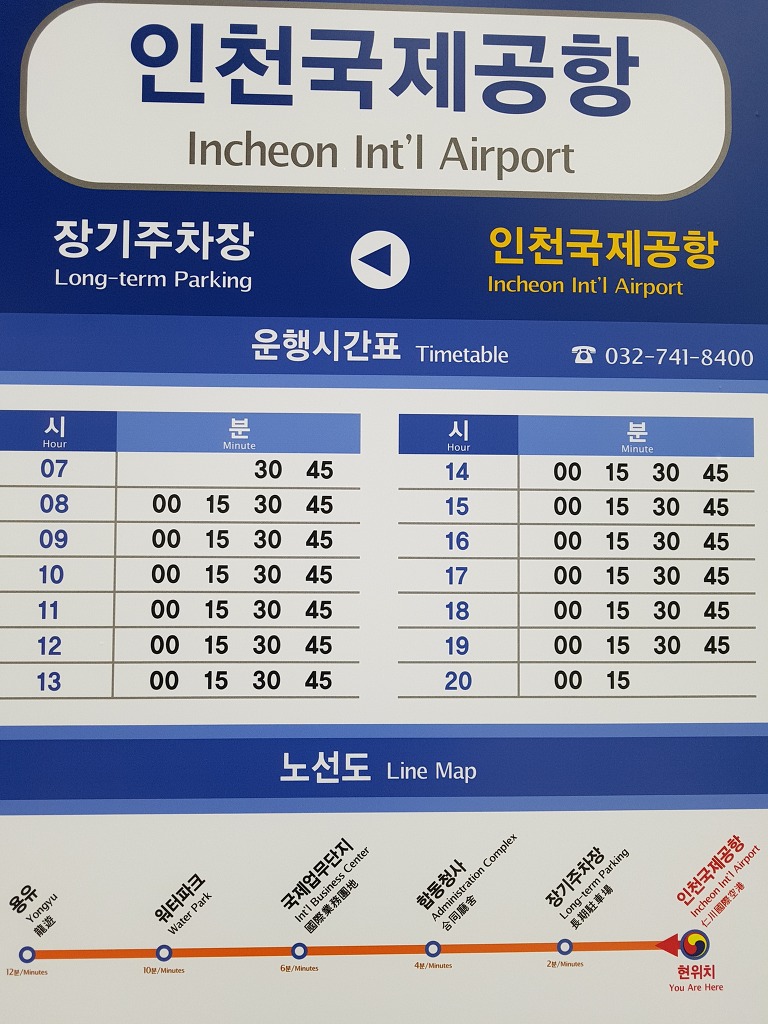 인천국제공항
Incheon Int'l Airport
장기주차장
Long-term Parking
인천국제공항
Incheon Int'l Airport
운행시간표 Timetable ☎ 032-741-8400
시 Hour 분 Minute
07 30 45
08 00 15 30 45
09 00 15 30 45
10 00 15 30 45
11 00 15 30 45
12 00 15 30 45
13 00 15 30 45
시 Hour 분 Minute
14 00 15 30 45
15 00 15 30 45
16 00 15 30 45
17 00 15 30 45
18 00 15 30 45
19 00 15 30 45
20 00 15
노선도 Line Map
용유
Yongyu
龍遊
12분/Minutes
워터파크
Water Park
10분/Minutes
국제업무단지
Int'l Business Center
國際業務團地
6분/Minutes
합동청사
Administration Complex
合同廳舍
4분/Minutes
장기주차장
Long-term Parking
長期駐車場
2분/Minutes
인천국제공항
Incheon Int'l Airport
仁川國際空港
현위치
You Are Here